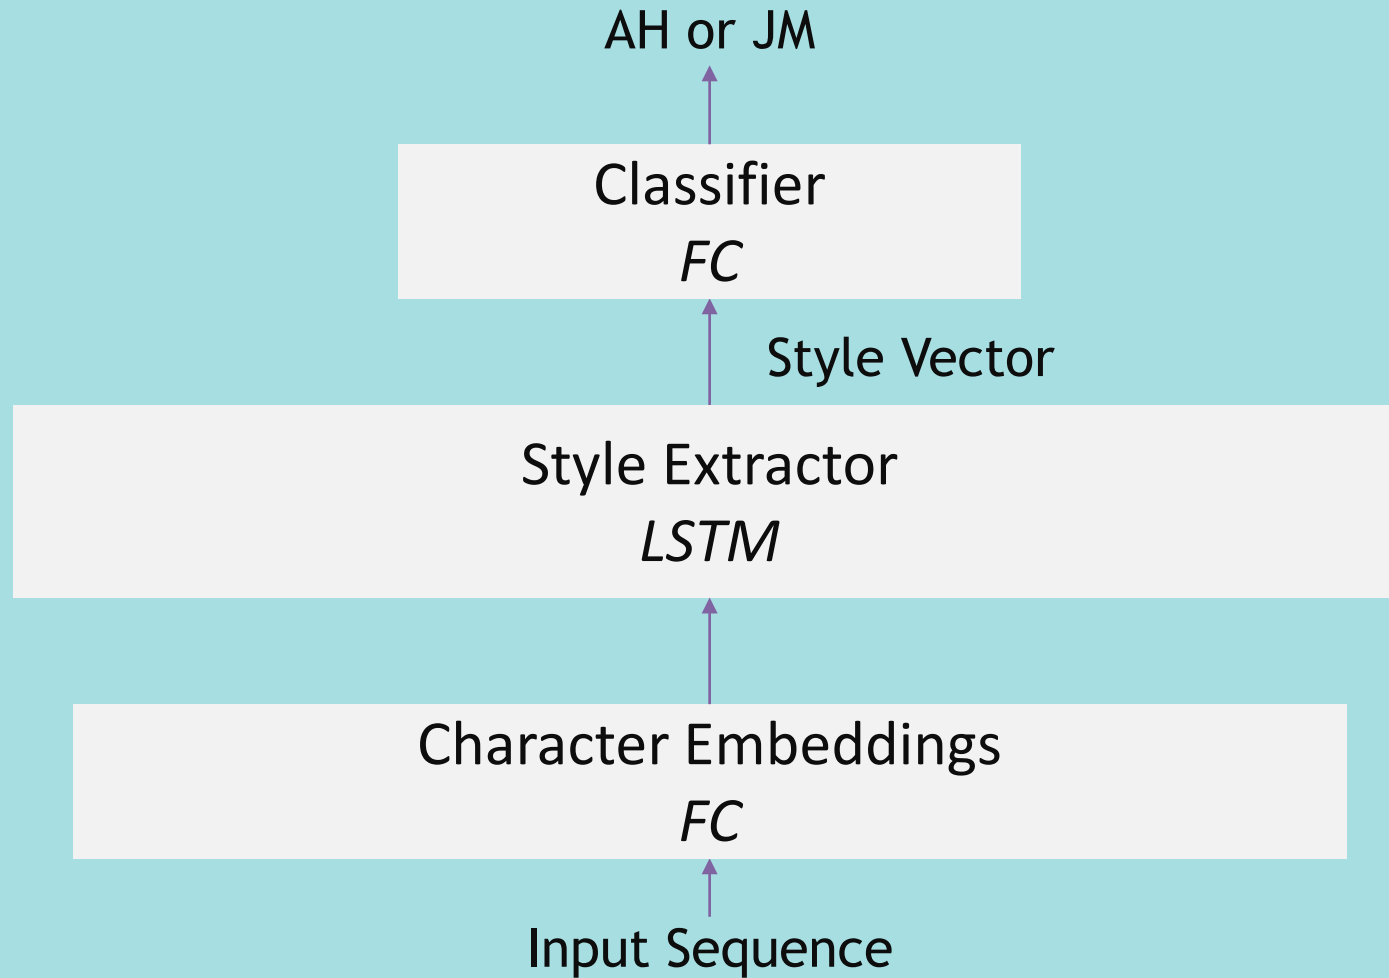 AH or JM
Classifier
FC
Style Vector
Style Extractor
LSTM
Character Embeddings
FC
Input Sequence